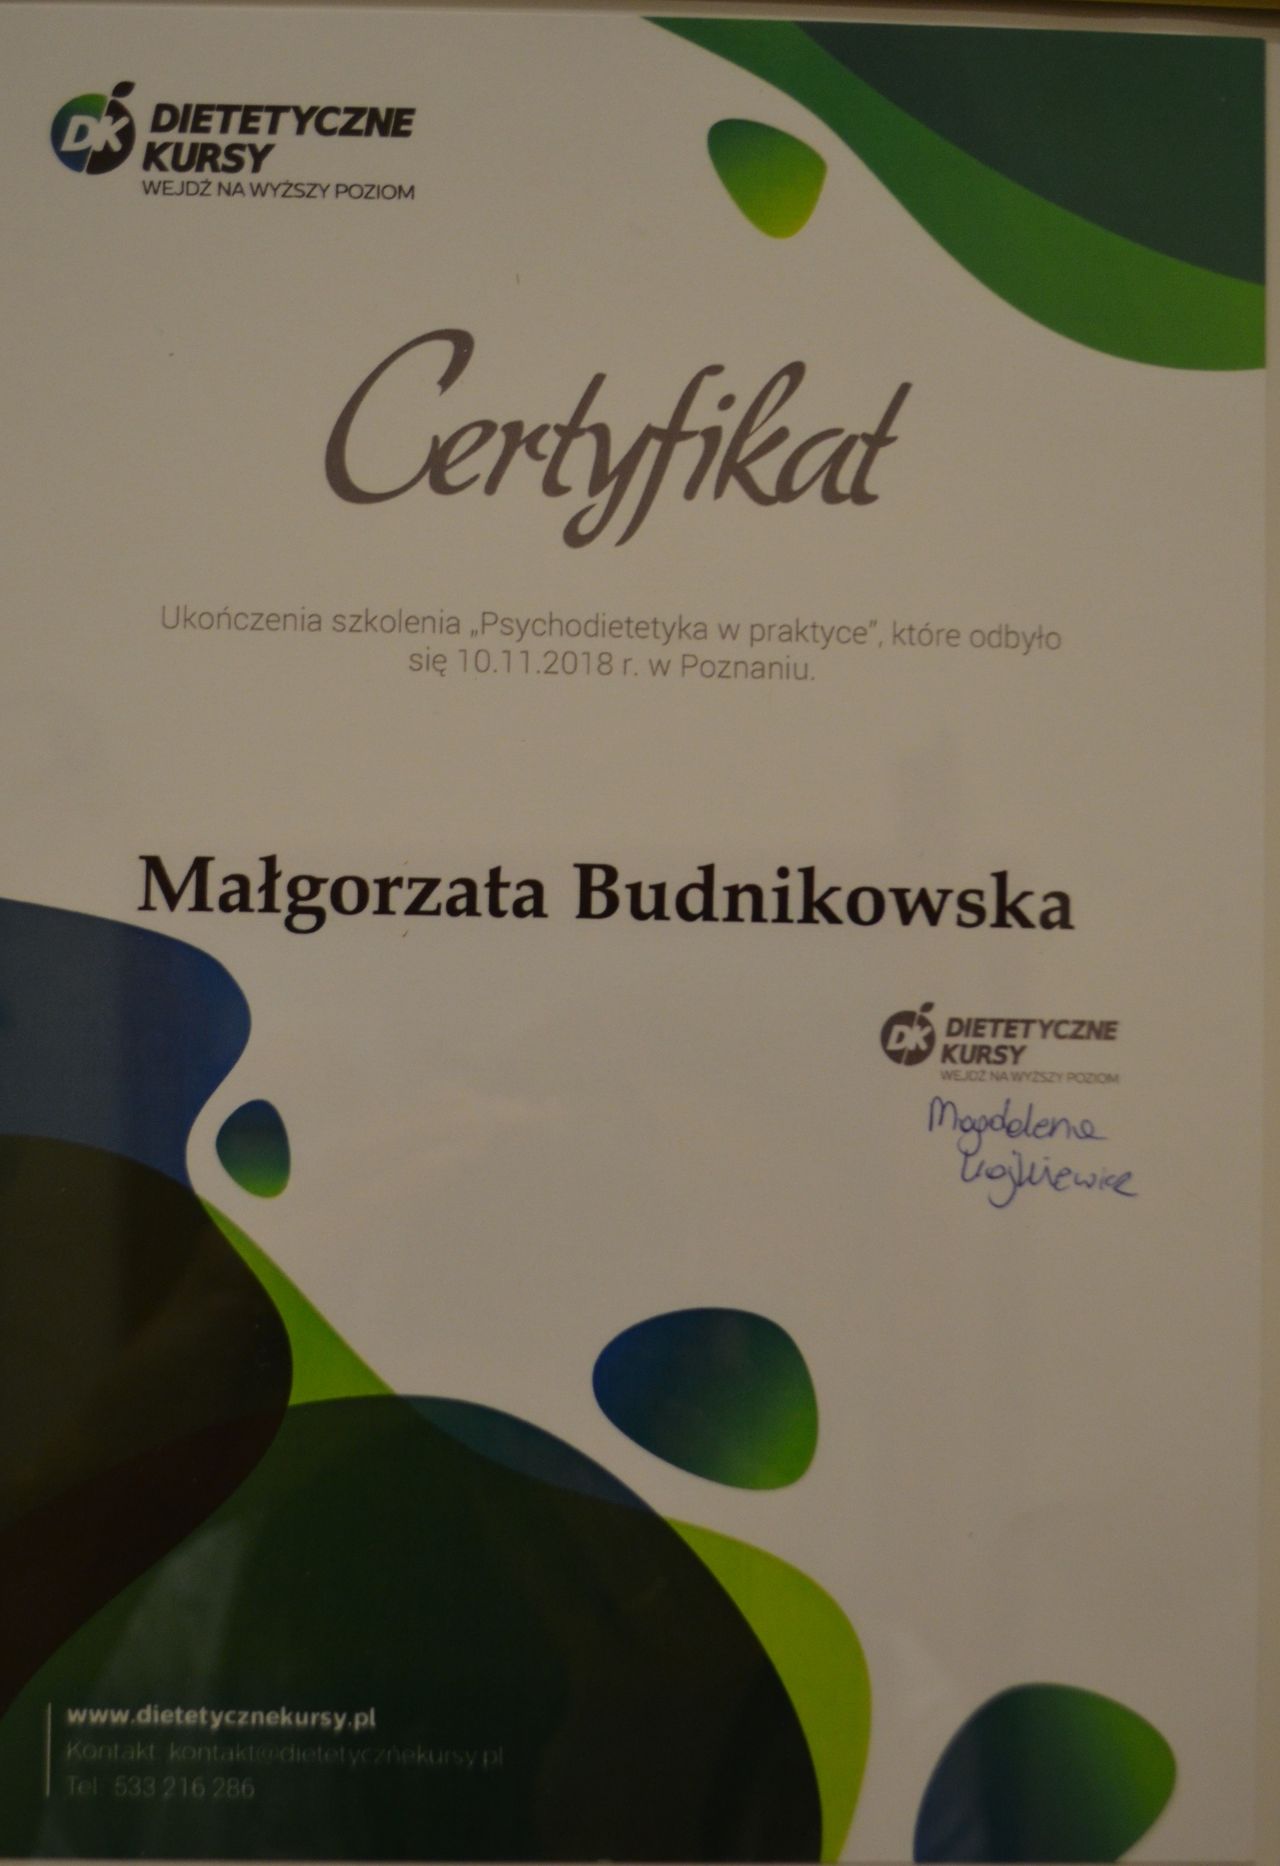 DK DIETETYCZNE
KURSY
WEJDŹ NA WYŻSZY POZIOM
Certyfikat
Ukończenia szkolenia „Psychodietetyka w praktyce”, które odbyło
się 10.11.2018 r. w Poznaniu.
Małgorzata Budnikowska
DK DIETETYCZNE
KURSY
WEJDŹ NA WYŻSZY POZIOM
Magdalena
www.dietetycznekursy.pl
Kontakt: kontakt@dietetycznekursy.pl
Tel: 533 216 286